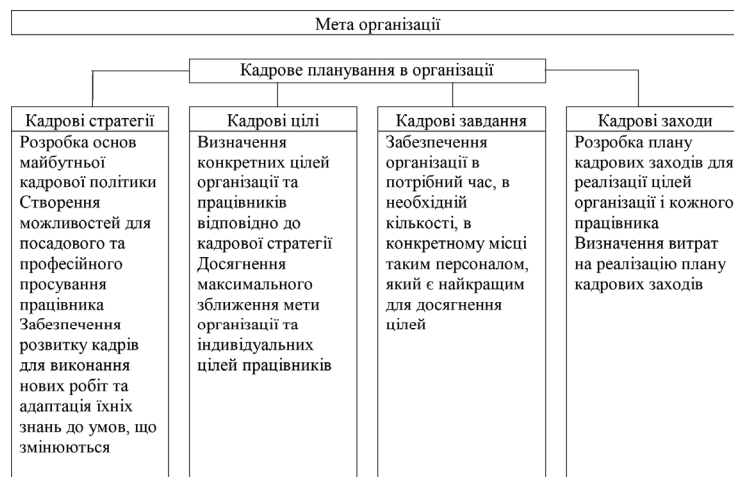 Мета організації
Кадрове планування в організації
Кадрові стратегії
Розробка основ
майбутньої
кадрової політики
Створення
можливостей для
посадового та
професійного
просування
працівника
Забезпечення
розвитку кадрів
для виконання
нових робіт та
адаптація їхніх
знань до умов, що
змінюються
Кадрові цілі
Визначення
конкретних цілей
організації та
працівників
відповідно до
кадрової стратегії
Досягнення
максимального
зближення мети
організації та
індивідуальних
цілей працівників
Кадрові завдання
Забезпечення
організації в
потрібний час, в
необхідній
кількості, в
конкретному місці
таким персоналом,
який є найкращим
для досягнення
цілей
Кадрові заходи
Розробка плану
кадрових заходів для
реалізації цілей
організації і кожного
працівника
Визначення витрат
на реалізацію плану
кадрових заходів